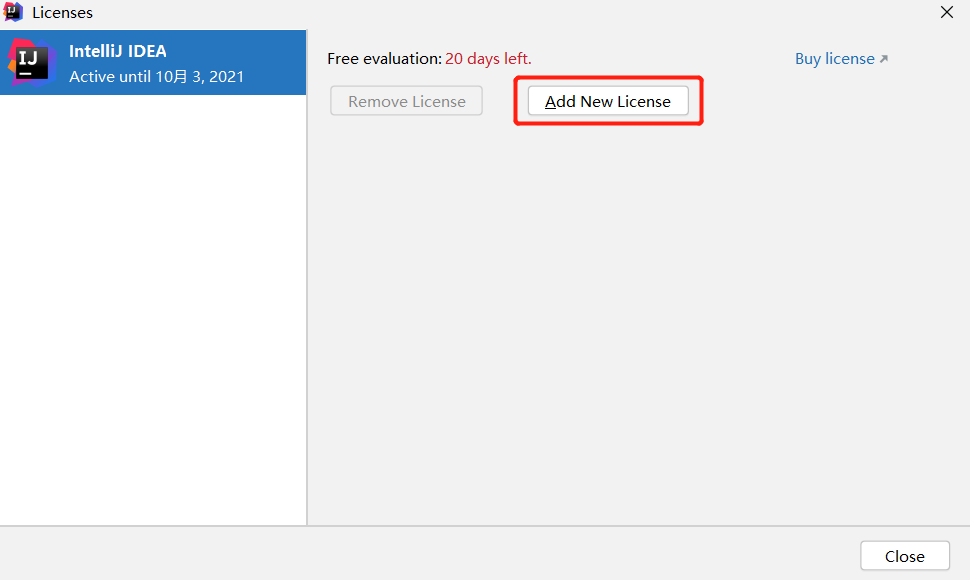 Licenses
IntelliJ IDEA
Active until 10月 3, 2021
Free evaluation: 20 days left.
Buy license
Remove License
Add New License
Close